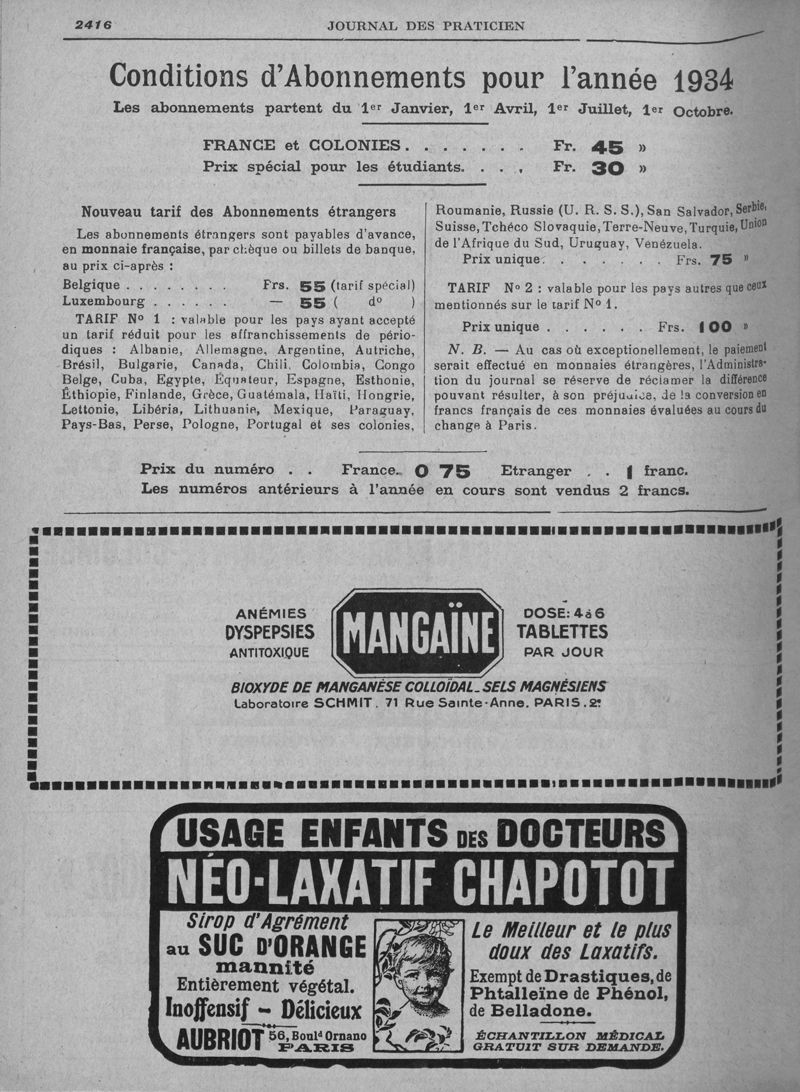 2416
JOURNAL DES PRATICIEN
Conditions d'Abonnements pour l'année 1934
Les abonnements partent du 1er Janvier, 1er Avril, 1er Juillet, 1er Octobre.
FRANCE et COLONIES. . . . . . . Fr. 45 »
Prix spécial pour les étudiants. . . . Fr. 30 »
Nouveau tarif des Abonnements étrangers
Les abonnements étrangers sont payables d'avance,
en monnaie française, par chèque ou billets de banque,
au prix ci-après :
Belgique . . . . . . . . Frs. 55 (tarif spécial)
Luxembourg . . . . . . — 55 ( do )
TARIF No 1 : valable pour les pays ayant accepté
un tarif réduit pour les affranchissements de pério-
diques : Albanie, Allemagne, Argentine, Autriche,
Brésil, Bulgarie, Canada, Chili, Colombia, Congo
Belge, Cuba, Egypte, Équateur, Espagne, Esthonie,
Éthiopie, Finlande, Grèce, Guatémala, Haïti, Hongrie,
Lettonie, Libéria, Lithuanie, Mexique, Paraguay,
Pays-Bas, Perse, Pologne, Portugal et ses colonies,
Roumanie, Russie (U. R. S. S.), San Salvador, Serbie,
Suisse, Tchéco Slovaquie, Terre-Neuve, Turquie, Union
de l'Afrique du Sud, Uruguay, Venézuela.
Prix unique. . . . . . . Frs. 75 »
TARIF No 2 : valable pour les pays autres que ceux
mentionnés sur le tarif No 1.
Prix unique . . . . . . Frs. 100 »
N. B. — Au cas où exceptionellement, le paiement
serait effectué en monnaies étrangères, l'Administra-
tion du journal se réserve de réclamer la différence
pouvant résulter, à son préjudice, de la conversion en
francs français de ces monnaies évaluées au cours du
change à Paris.
Prix du numéro . . France.. 0 75 Etranger . . 1 franc.
Les numéros antérieurs à l'année en cours sont vendus 2 francs.
ANÉMIES
DYSPEPSIES
ANTITOXIQUE
MANGAÏNE
DOSE: 4 à 6
TABLETTES
PAR JOUR
BIOXYDE DE MANGANÈSE COLLOÏDAL_SELS MAGNÉSIENS
Laboratoire SCHMIT. 71 Rue Sainte-Anne. PARIS. 2e
USAGE ENFANTS DES DOCTEURS
NÉO-LAXATIF CHAPOTOT
Sirop d'Agrément
au SUC D'ORANGE
mannité
Entièrement végétal.
Inoffensif - Délicieux
AUBRIOT 56, Bould Ornano
PARIS
Le Meilleur et le plus
doux des Laxatifs.
Exempt de Drastiques, de
Phtalleïne de Phénol,
de Belladone.
ÉCHANTILLON MÉDICAL
GRATUIT SUR DEMANDE.